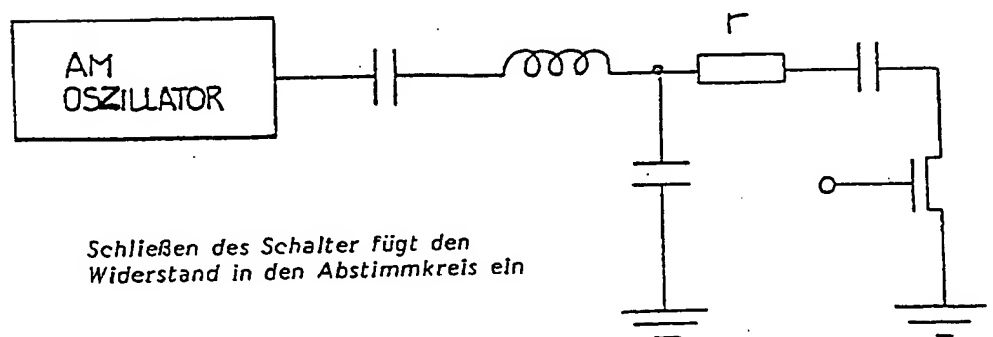 AM
OSZILLATOR
r
Schließen des Schalter fügt den
Widerstand in den Abstimmkreis ein